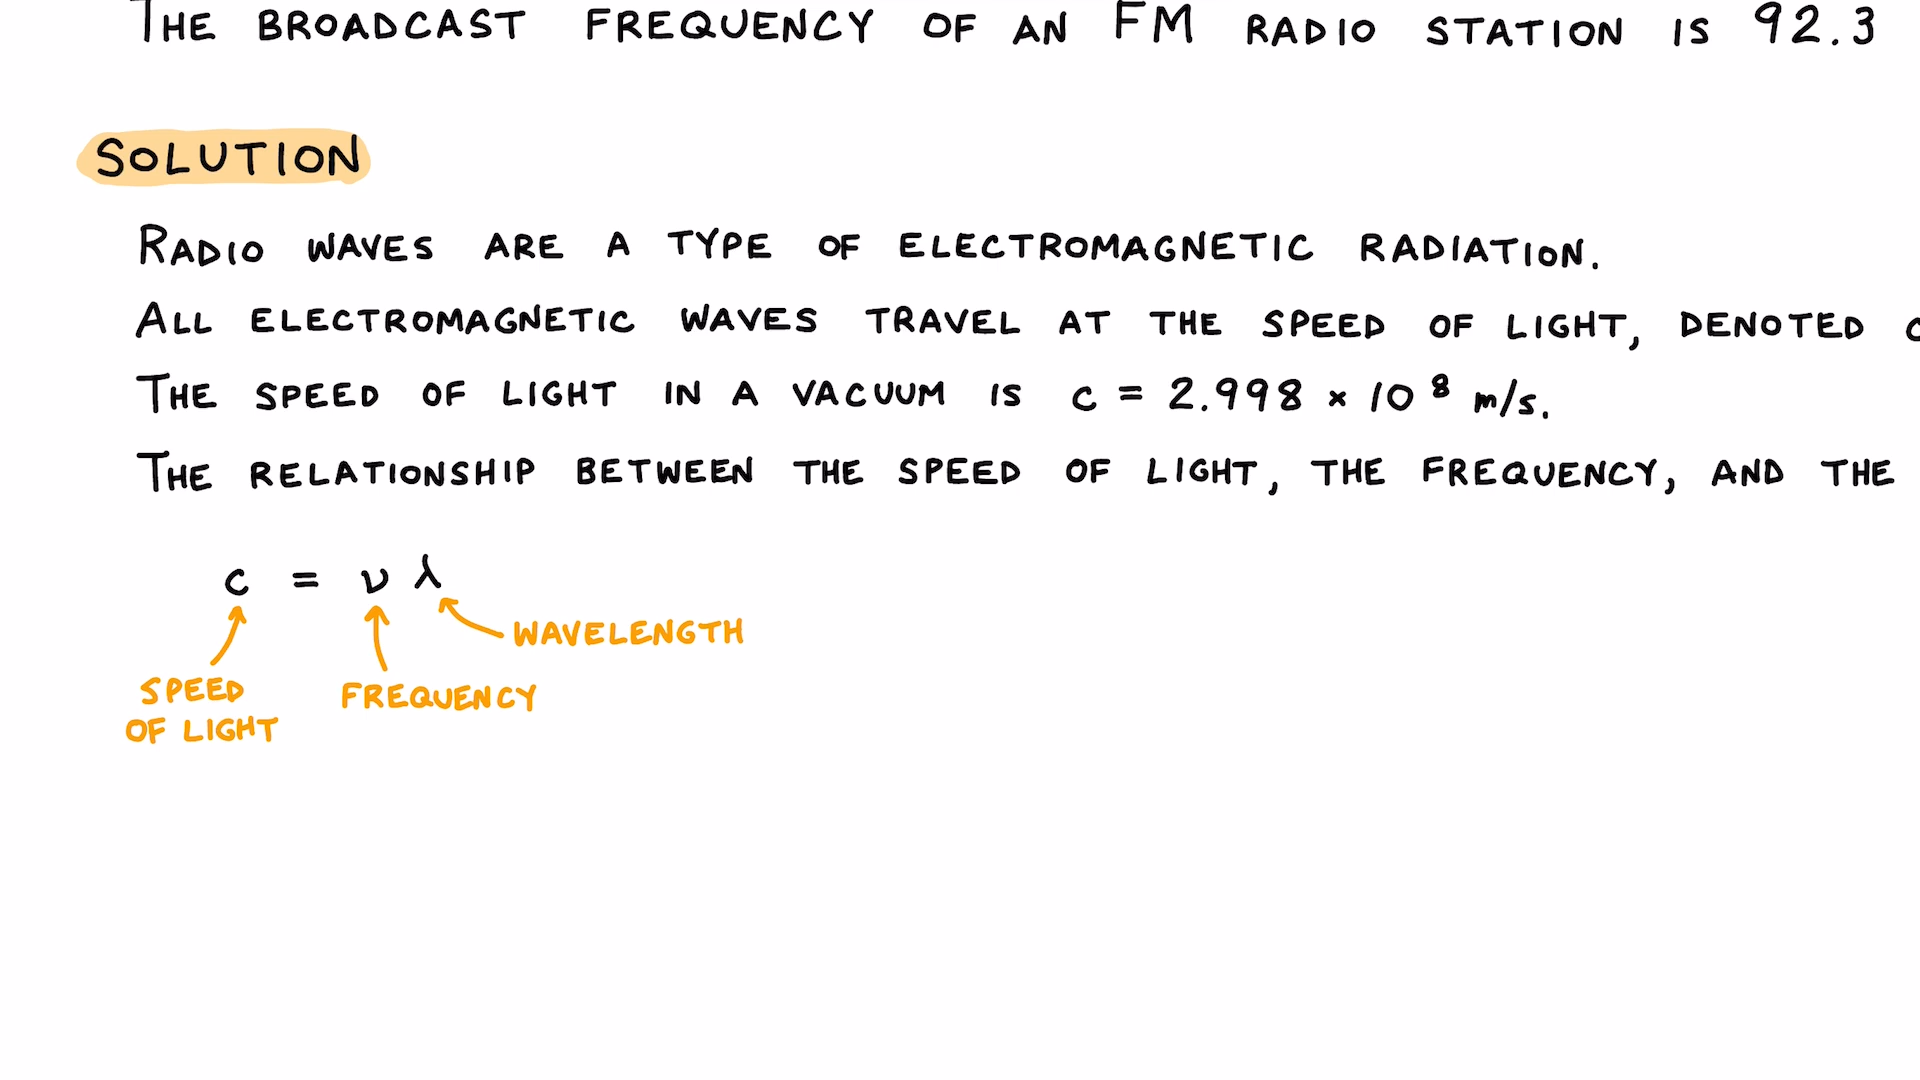 THE BROADCAST FREQUENCY OF AN FM RADIO STATION IS 92.3
SOLUTION
RADIO WAVES ARE A TYPE OF ELECTROMAGNETIC RADIATION.
ALL ELECTROMAGNETIC WAVES TRAVEL AT THE SPEED OF LIGHT, DENOTED c
THE SPEED OF LIGHT IN A VACUUM IS c = 2.998 × 10⁸ m/s.
THE RELATIONSHIP BETWEEN THE SPEED OF LIGHT, THE FREQUENCY, AND THE
c = ν λ
WAVELENGTH
SPEED
OF LIGHT
FREQUENCY